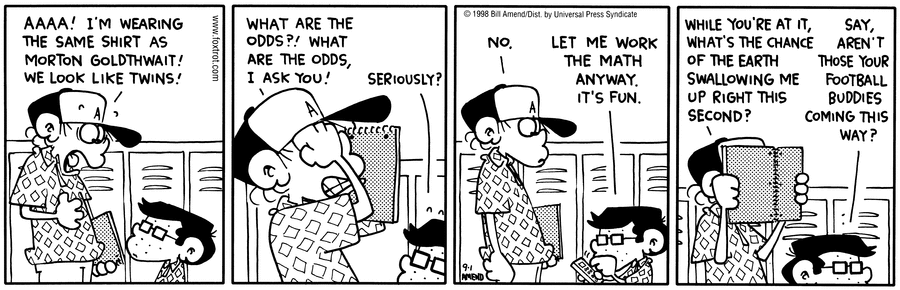 AAAA! I'M WEARING
THE SAME SHIRT AS
MORTON GOLDTHWAIT!
WE LOOK LIKE TWINS!
www.foxtrot.com
A
WHAT ARE THE
ODDS?! WHAT
ARE THE ODDS,
I ASK YOU!
SERIOUSLY?
A
© 1998 Bill Amend/Dist. by Universal Press Syndicate
NO.
LET ME WORK
THE MATH
ANYWAY.
IT'S FUN.
A
9-1
AMEND
WHILE YOU'RE AT IT,
WHAT'S THE CHANCE
OF THE EARTH
SWALLOWING ME
UP RIGHT THIS
SECOND?
SAY,
AREN'T
THOSE YOUR
FOOTBALL
BUDDIES
COMING THIS
WAY?